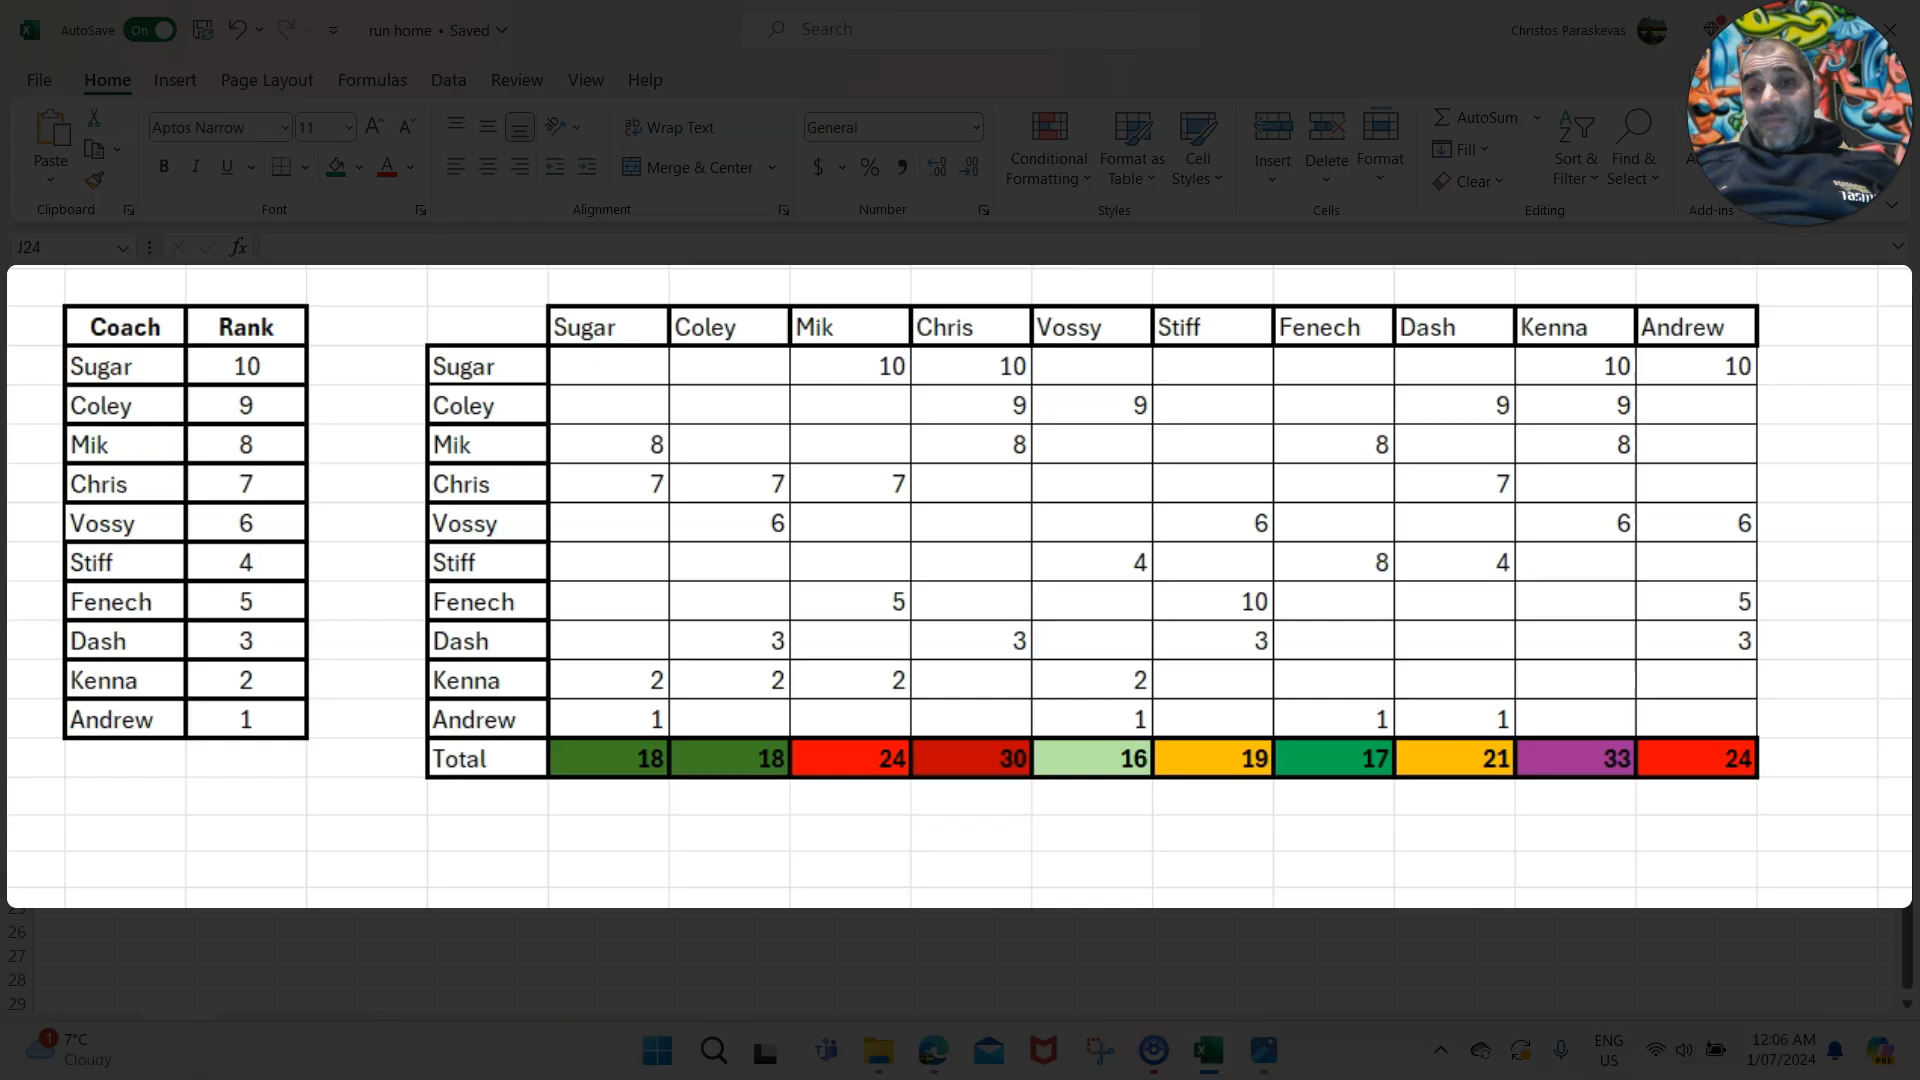 AutoSave On run home • Saved Search Christos Paraskevas
File Home Insert Page Layout Formulas Data Review View Help
Paste
Clipboard
Aptos Narrow 11
B I U
Font
Wrap Text
Merge & Center
Alignment
General
$ % 9
Number
Conditional Formatting
Format as Table
Cell Styles
Styles
Insert Delete Format
Cells
AutoSum
Fill
Clear
Sort & Filter
Find & Select
Editing
Add-ins
J24 fx
Coach Rank
Sugar 10
Coley 9
Mik 8
Chris 7
Vossy 6
Stiff 4
Fenech 5
Dash 3
Kenna 2
Andrew 1
Sugar Coley Mik Chris Vossy Stiff Fenech Dash Kenna Andrew
Sugar 10 10 10 10
Coley 9 9 9 9
Mik 8 8 8 8
Chris 7 7 7 7
Vossy 6 6 6 6
Stiff 4 8 4
Fenech 5 10 5
Dash 3 3 3 3
Kenna 2 2 2 2
Andrew 1 1 1 1
Total 18 18 24 30 16 19 17 21 33 24
26
27
28
29
1
7°C
Cloudy
ENG
US
12:06 AM
1/07/2024